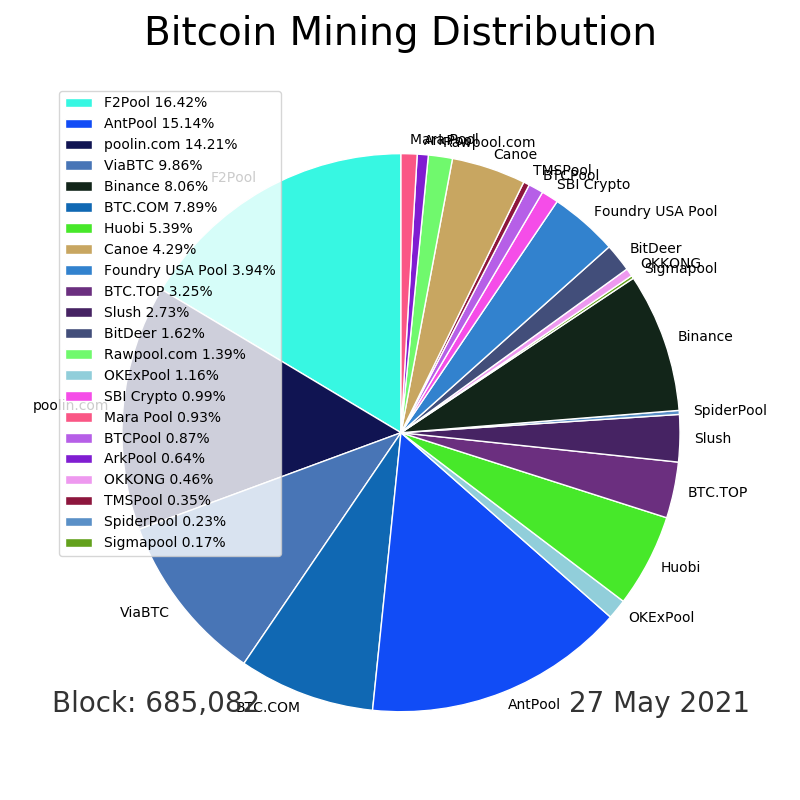 Bitcoin Mining Distribution
F2Pool 16.42%
AntPool 15.14%
poolin.com 14.21%
ViaBTC 9.86%
Binance 8.06%
BTC.COM 7.89%
Huobi 5.39%
Canoe 4.29%
Foundry USA Pool 3.94%
BTC.TOP 3.25%
Slush 2.73%
BitDeer 1.62%
Rawpool.com 1.39%
OKExPool 1.16%
SBI Crypto 0.99%
Mara Pool 0.93%
BTCPool 0.87%
ArkPool 0.64%
OKKONG 0.46%
TMSPool 0.35%
SpiderPool 0.23%
Sigmapool 0.17%
Mara Pool
ArkPool
Rawpool.com
Canoe
TMSPool
BTCPool
SBI Crypto
Foundry USA Pool
BitDeer
OKKONG
Sigmapool
Binance
SpiderPool
Slush
BTC.TOP
Huobi
OKExPool
AntPool
BTC.COM
ViaBTC
poolin.com
F2Pool
Block: 685,082
27 May 2021